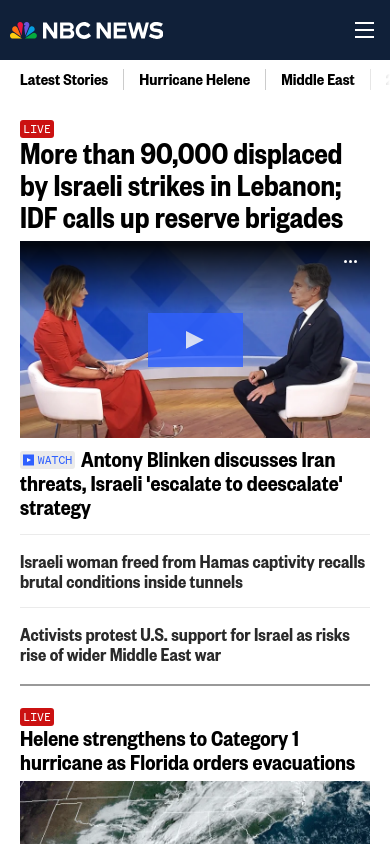 NBC NEWS
Latest Stories Hurricane Helene Middle East
LIVE
More than 90,000 displaced
by Israeli strikes in Lebanon;
IDF calls up reserve brigades
WATCH Antony Blinken discusses Iran
threats, Israeli 'escalate to deescalate'
strategy
Israeli woman freed from Hamas captivity recalls
brutal conditions inside tunnels
Activists protest U.S. support for Israel as risks
rise of wider Middle East war
LIVE
Helene strengthens to Category 1
hurricane as Florida orders evacuations